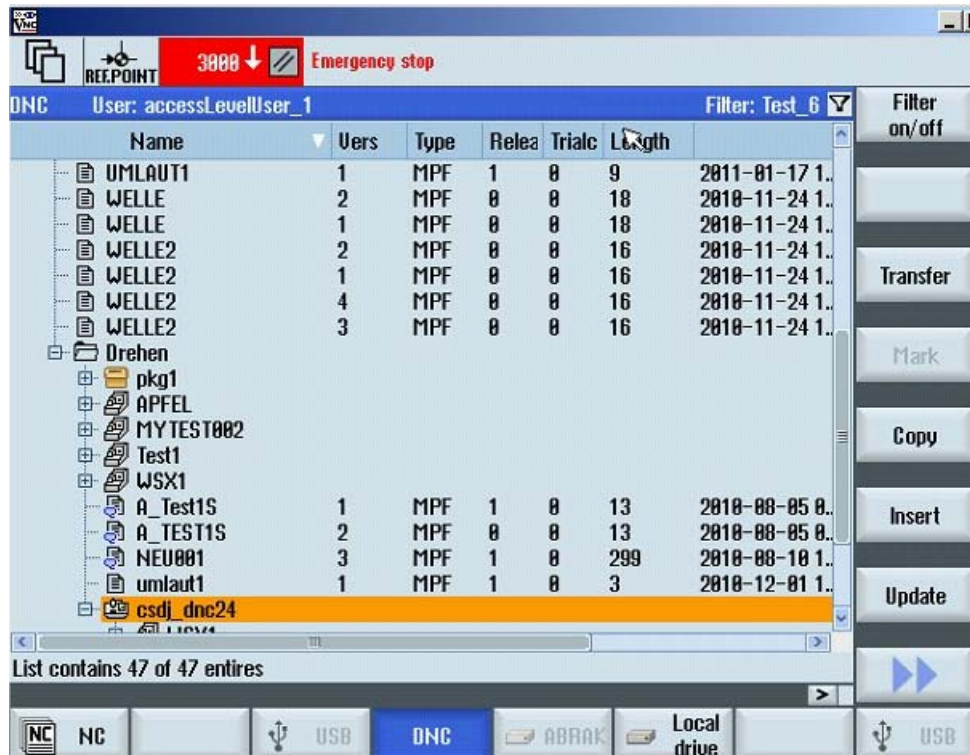 VNC
REF.POINT
3000
Emergency stop
DNC User: accessLevelUser_1 Filter: Test_6
Name Vers Type Relea Trialc Length
UMLAUT1 1 MPF 1 0 9 2011-01-17 1..
WELLE 2 MPF 0 0 18 2010-11-24 1..
WELLE 1 MPF 0 0 18 2010-11-24 1..
WELLE2 2 MPF 0 0 16 2010-11-24 1..
WELLE2 1 MPF 0 0 16 2010-11-24 1..
WELLE2 4 MPF 0 0 16 2010-11-24 1..
WELLE2 3 MPF 0 0 16 2010-11-24 1..
Drehen
pkg1
APFEL
MYTEST002
Test1
WSX1
A_Test1S 1 MPF 1 0 13 2010-08-05 0..
A_TEST1S 2 MPF 0 0 13 2010-08-05 0..
NEU001 3 MPF 1 0 299 2010-08-10 1..
umlaut1 1 MPF 1 0 3 2010-12-01 1..
csdj_dnc24
List contains 47 of 47 entires
Filter
on/off
Transfer
Mark
Copy
Insert
Update
NC NC
USB
DNC
ABRAK
Local
drive
USB